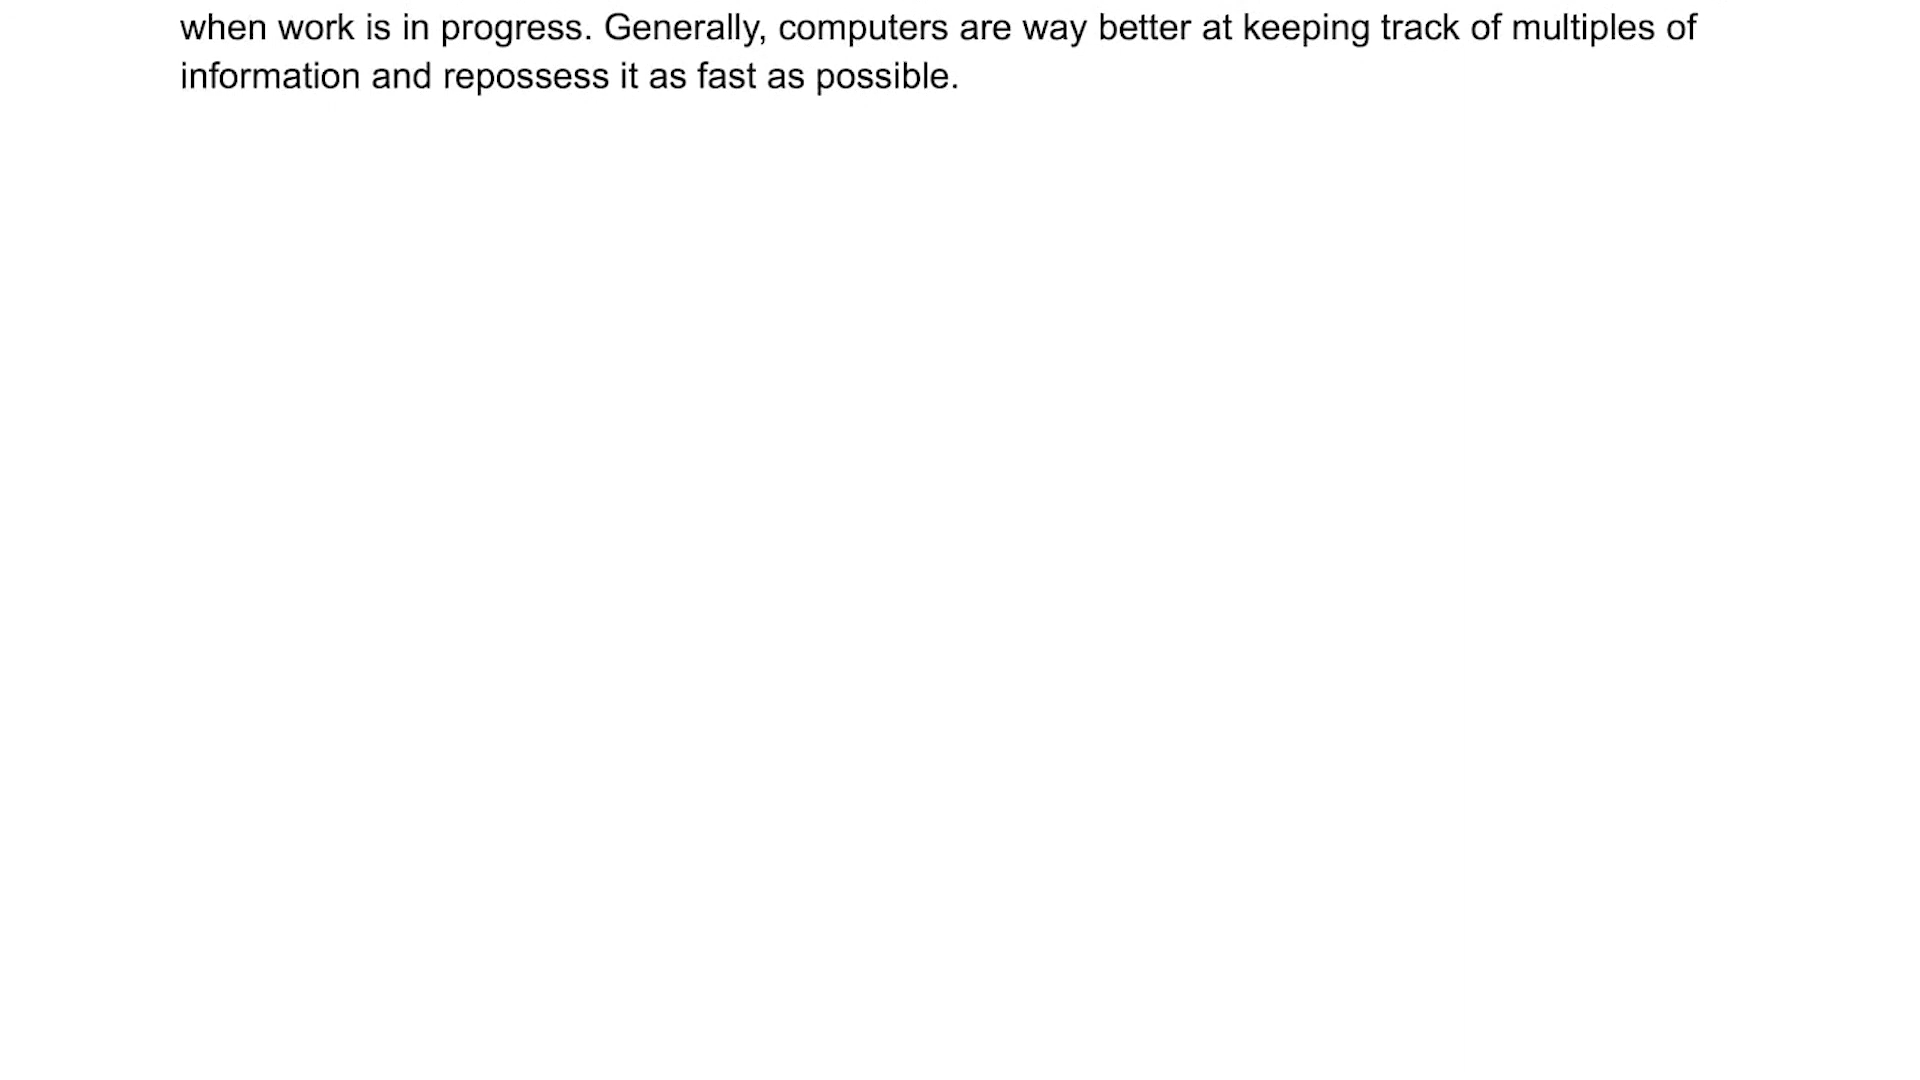 when work is in progress. Generally, computers are way better at keeping track of multiples of
information and repossess it as fast as possible.